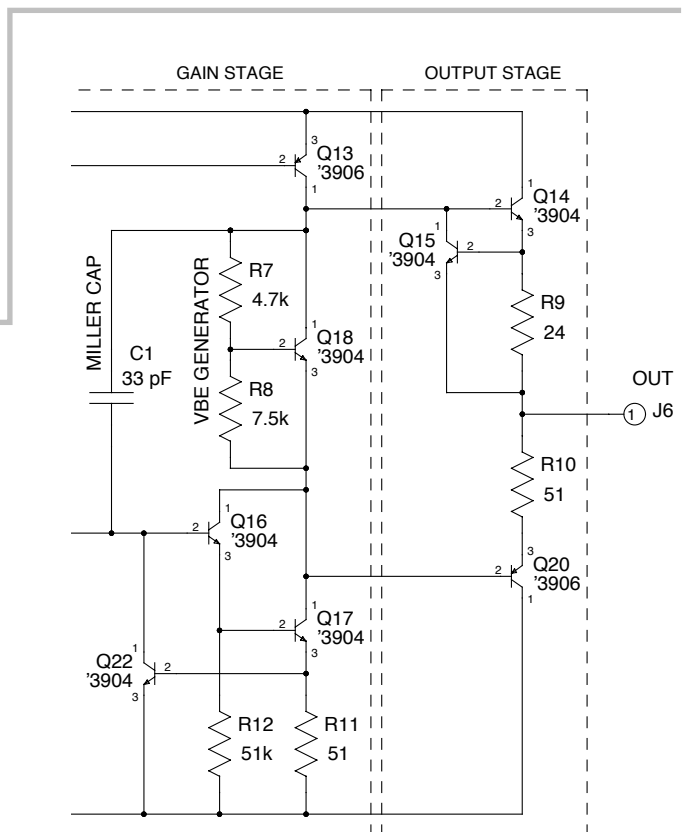 GAIN STAGE
OUTPUT STAGE
3
2
Q13
'3906
1
1
2
Q14
'3904
3
1
Q15
'3904
2
3
MILLER CAP
C1
33 pF
VBE GENERATOR
R7
4.7k
1
2
Q18
'3904
3
R8
7.5k
R9
24
OUT
1
J6
R10
51
1
2
Q16
'3904
3
3
2
Q20
'3906
1
1
2
Q17
'3904
3
1
Q22
'3904
2
3
R12
51k
R11
51